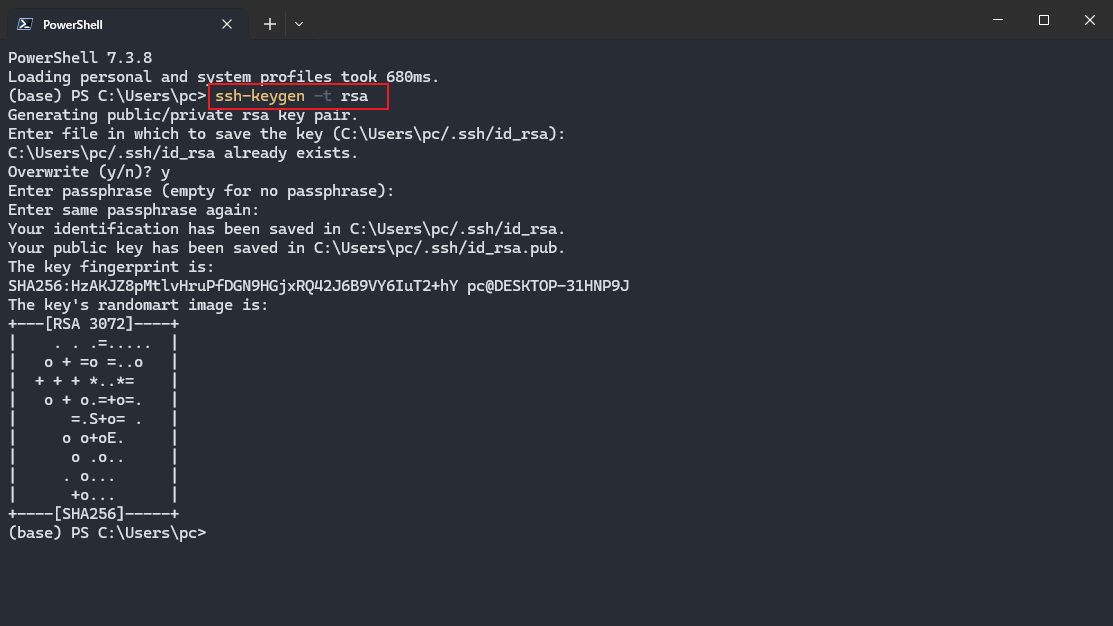 PowerShell
PowerShell 7.3.8
Loading personal and system profiles took 680ms.
(base) PS C:\Users\pc> ssh-keygen -t rsa
Generating public/private rsa key pair.
Enter file in which to save the key (C:\Users\pc/.ssh/id_rsa):
C:\Users\pc/.ssh/id_rsa already exists.
Overwrite (y/n)? y
Enter passphrase (empty for no passphrase):
Enter same passphrase again:
Your identification has been saved in C:\Users\pc/.ssh/id_rsa.
Your public key has been saved in C:\Users\pc/.ssh/id_rsa.pub.
The key fingerprint is:
SHA256:HzAKJZ8pMtlvHruPfDGN9HGjxRQ42J6B9VY6IuT2+hY pc@DESKTOP-31HNP9J
The key's randomart image is:
+---[RSA 3072]----+
|    . . .=.....  |
|   o + =o =..o   |
|  + + + *..*=    |
|   o + o.=+o=.   |
|      =.S+o= .   |
|     o o+oE.     |
|      o .o..     |
|     . o...      |
|      +o...      |
+----[SHA256]-----+
(base) PS C:\Users\pc>